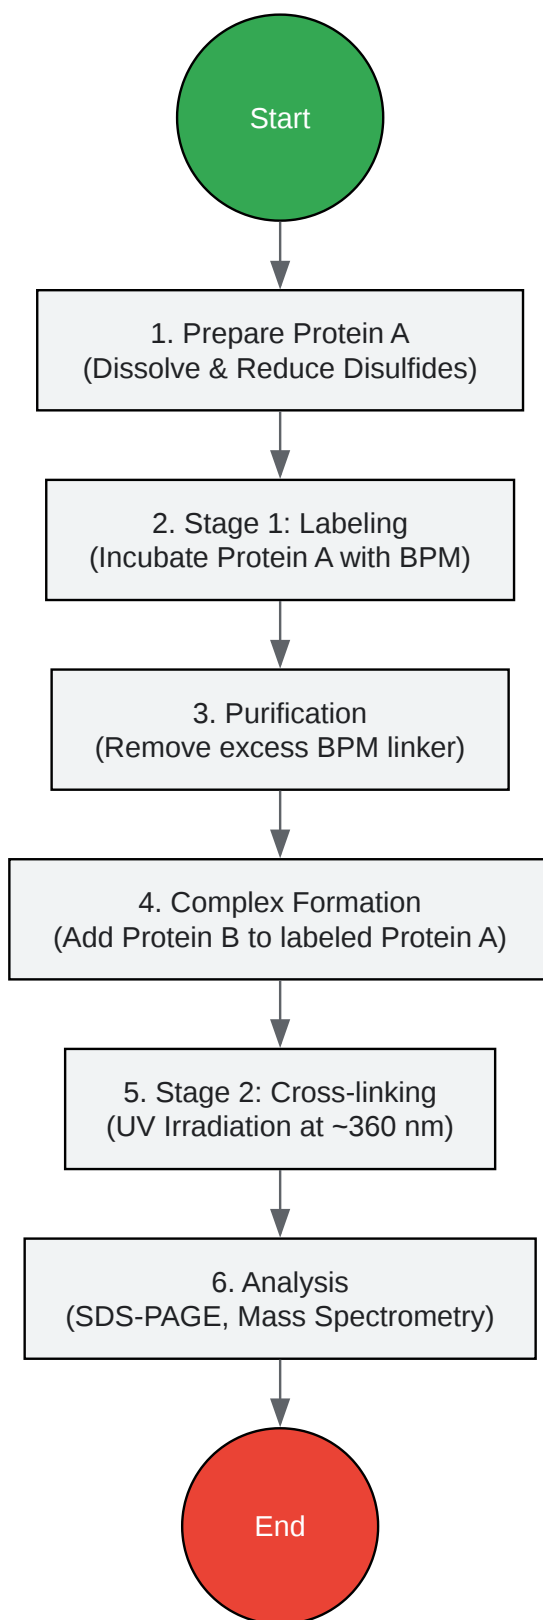 Start
1. Prepare Protein A
(Dissolve & Reduce Disulfides)
2. Stage 1: Labeling
(Incubate Protein A with BPM)
3. Purification
(Remove excess BPM linker)
4. Complex Formation
(Add Protein B to labeled Protein A)
5. Stage 2: Cross-linking
(UV Irradiation at ~360 nm)
6. Analysis
(SDS-PAGE, Mass Spectrometry)
End